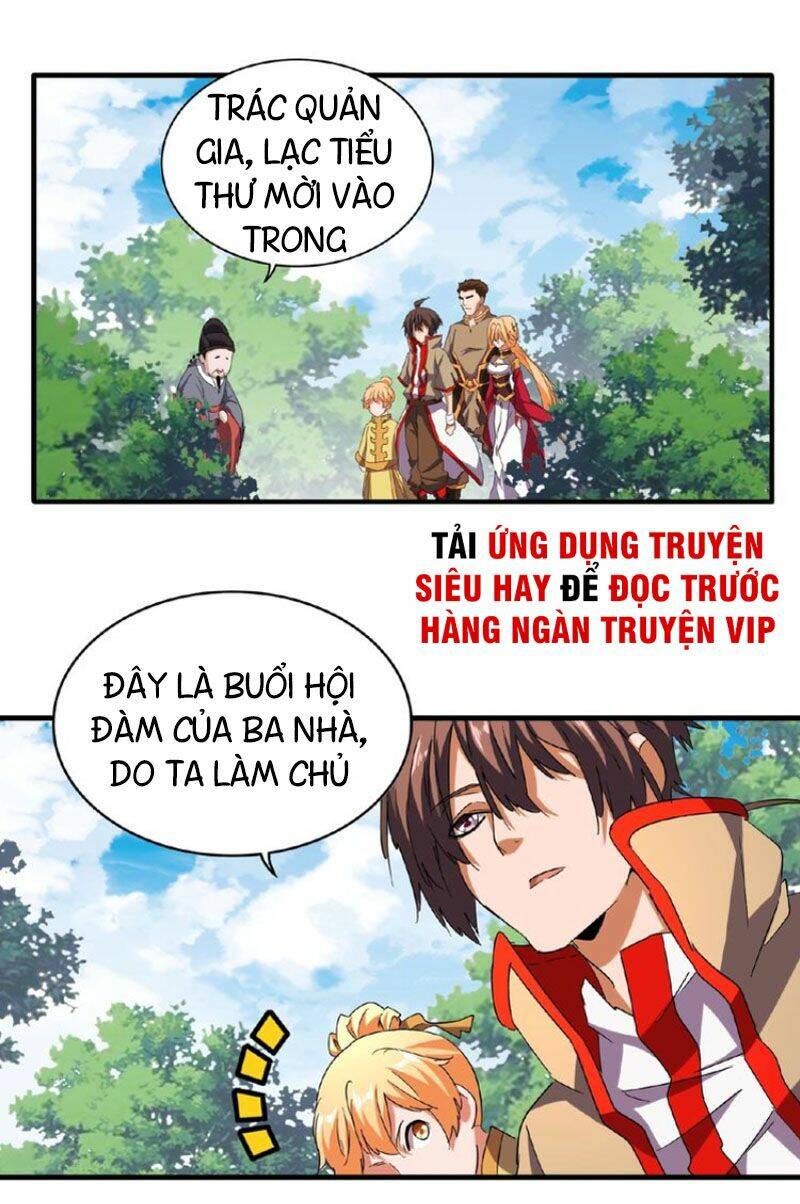 TRÁC QUẢN
GIA, LẠC TIỂU
THƯ MỜI VÀO
TRONG
TẢI ỨNG DỤNG TRUYỆN
SIÊU HAY ĐỂ ĐỌC TRƯỚC
HÀNG NGÀN TRUYỆN VIP
ĐÂY LÀ BUỔI HỘI
ĐÀM CỦA BA NHÀ,
DO TA LÀM CHỦ